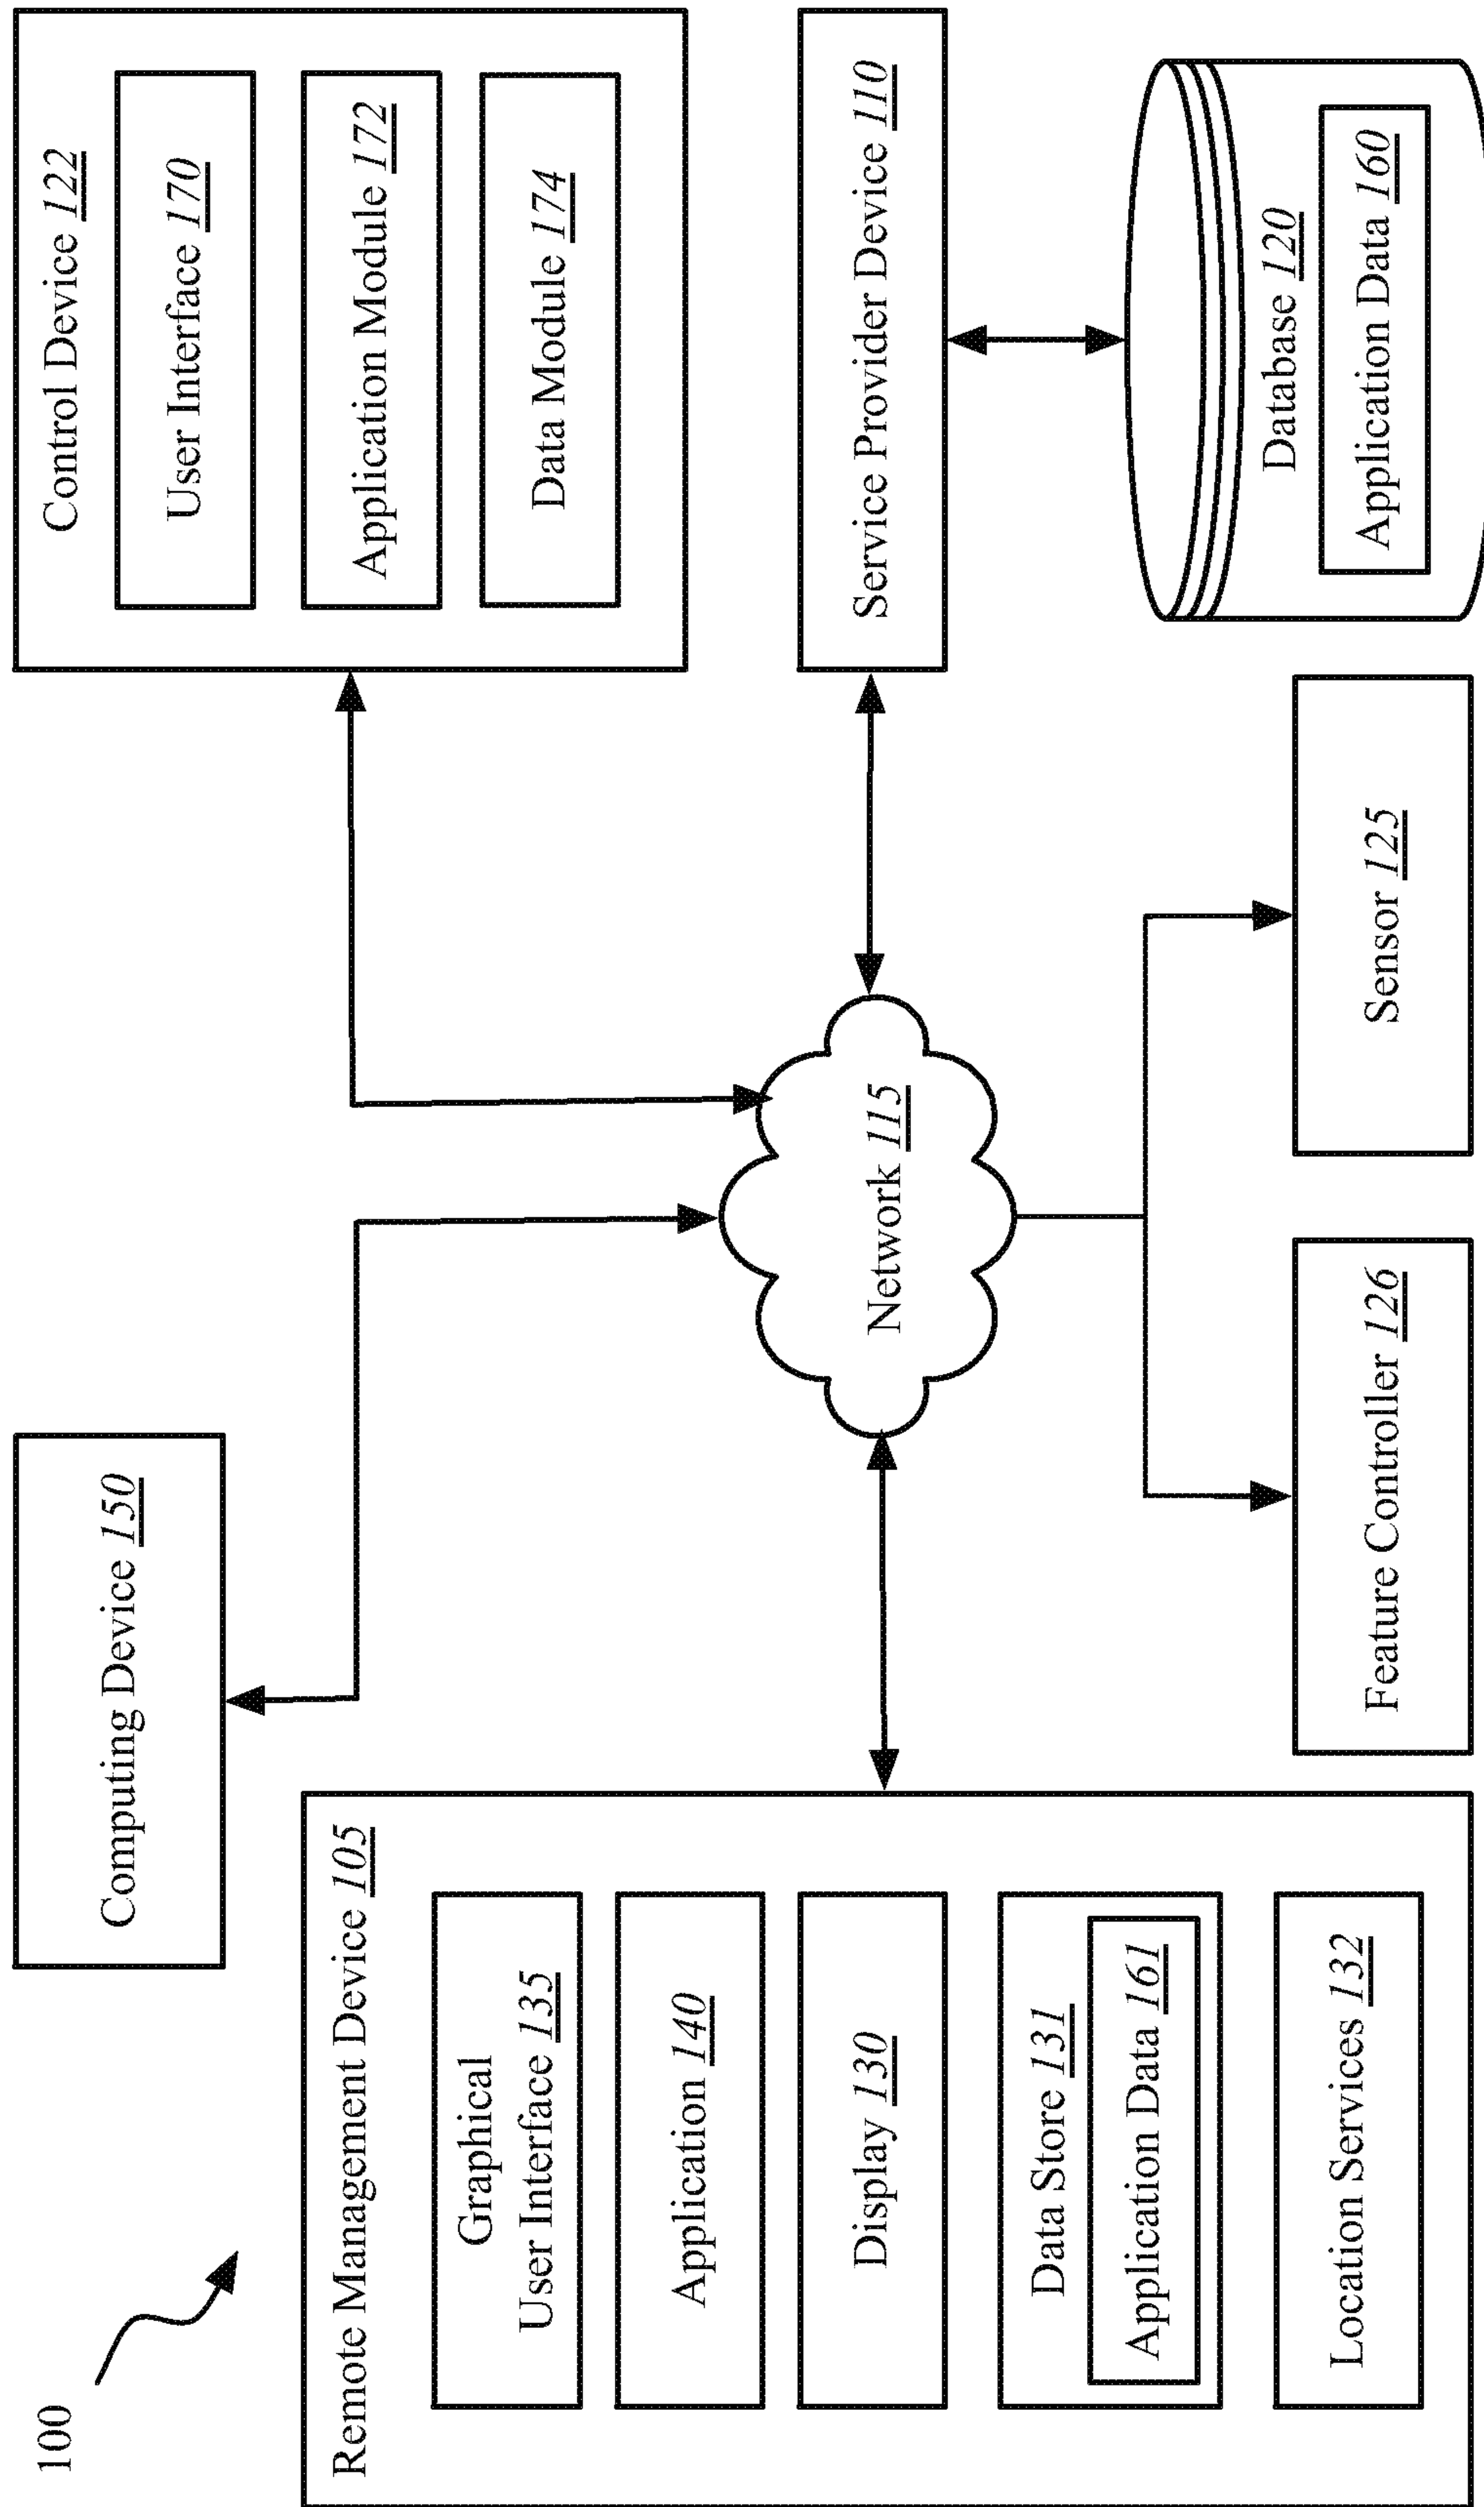 100
Computing Device 150
Control Device 122
User Interface 170
Application Module 172
Data Module 174
Remote Management Device 105
Graphical
User Interface 135
Application 140
Display 130
Data Store 131
Application Data 161
Location Services 132
Network 115
Service Provider Device 110
Database 120
Application Data 160
Feature Controller 126
Sensor 125